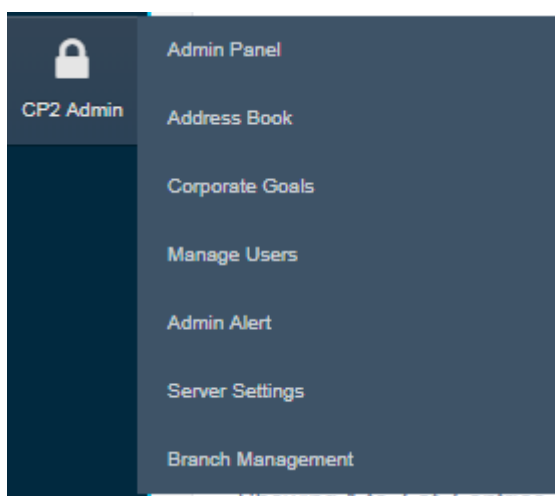 CP2 Admin
Admin Panel
Address Book
Corporate Goals
Manage Users
Admin Alert
Server Settings
Branch Management